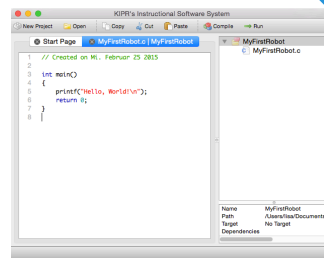 KIPR's Instructional Software System
New Project Open Copy Cut Paste Compile Run
Start Page MyFirstRobot.c | MyFirstRobot
1 // Created on Mi. Februar 25 2015
2
3 int main()
4 {
5 printf("Hello, World!\n");
6 return 0;
7 }
8
MyFirstRobot
MyFirstRobot.c
Name MyFirstRobot
Path /Users/lisa/Documents
Target No Target
Dependencies